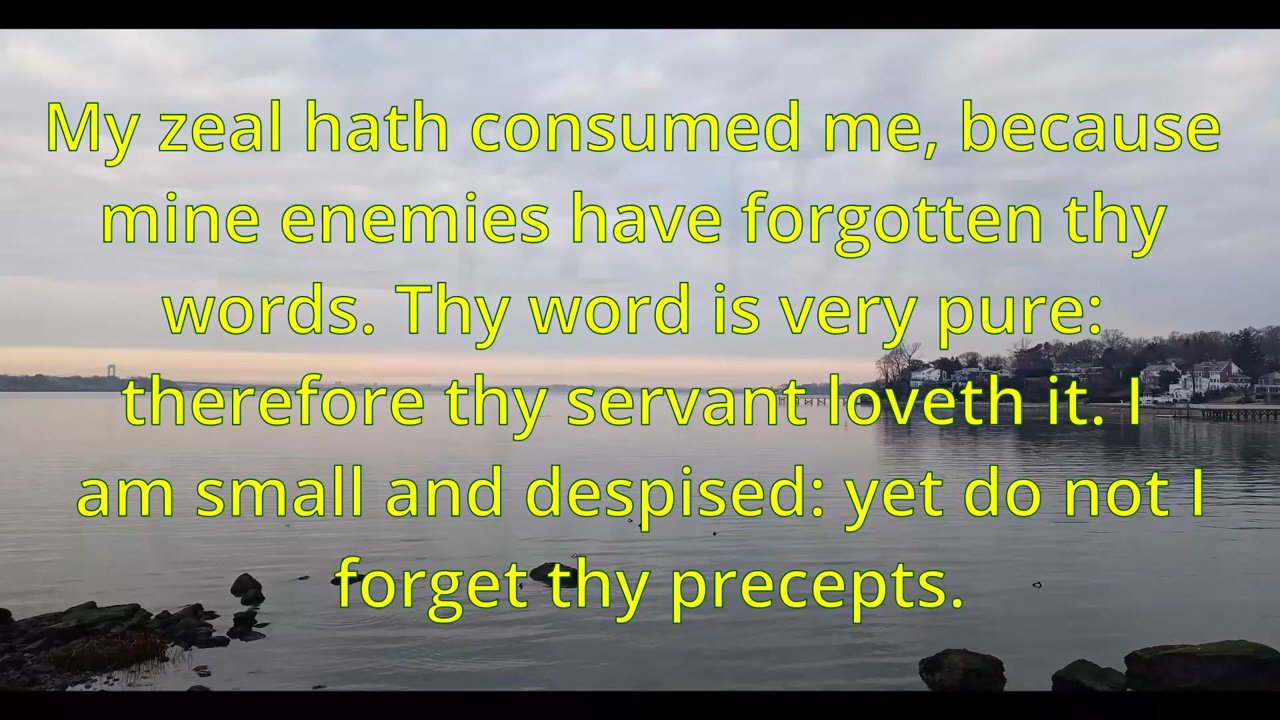 My zeal hath consumed me, because
mine enemies have forgotten thy
words. Thy word is very pure:
therefore thy servant loveth it. I
am small and despised: yet do not I
forget thy precepts.